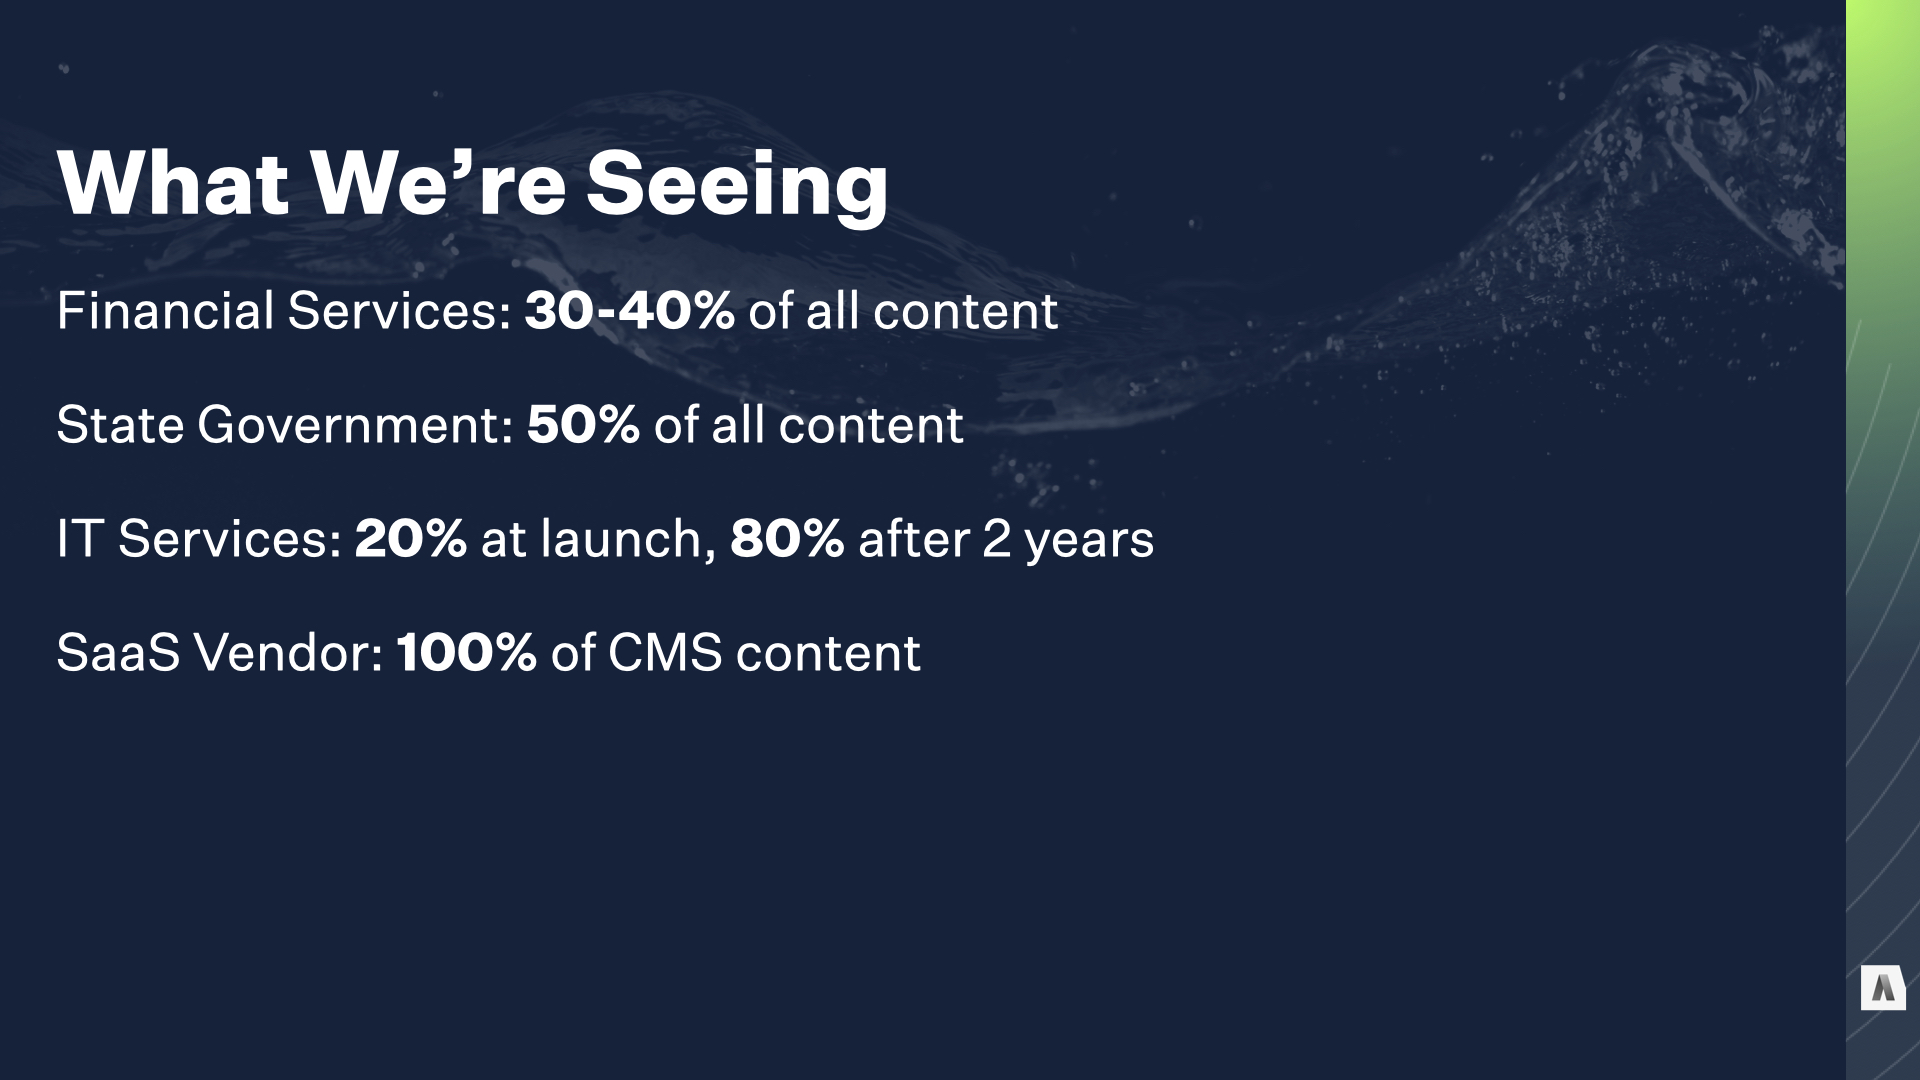 What We’re Seeing
Financial Services: 30-40% of all content
State Government: 50% of all content
IT Services: 20% at launch, 80% after 2 years
SaaS Vendor: 100% of CMS content